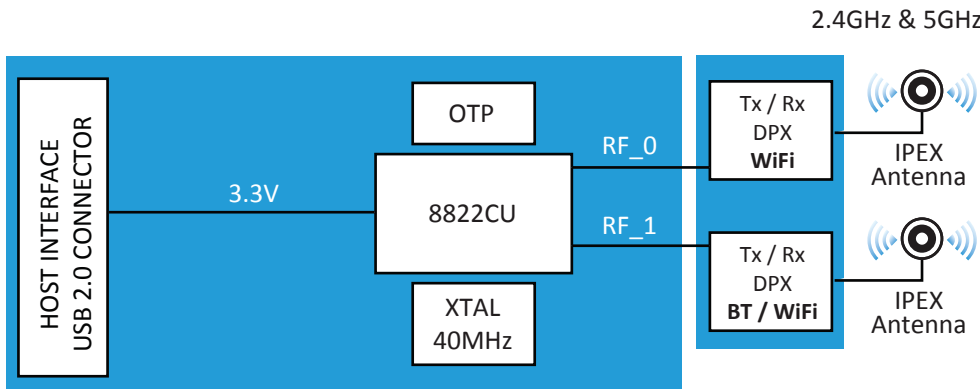 2.4GHz & 5GHz
HOST INTERFACE
USB 2.0 CONNECTOR
3.3V
OTP
8822CU
XTAL
40MHz
RF_0
RF_1
Tx / Rx
DPX
WiFi
IPEX
Antenna
Tx / Rx
DPX
BT / WiFi
IPEX
Antenna